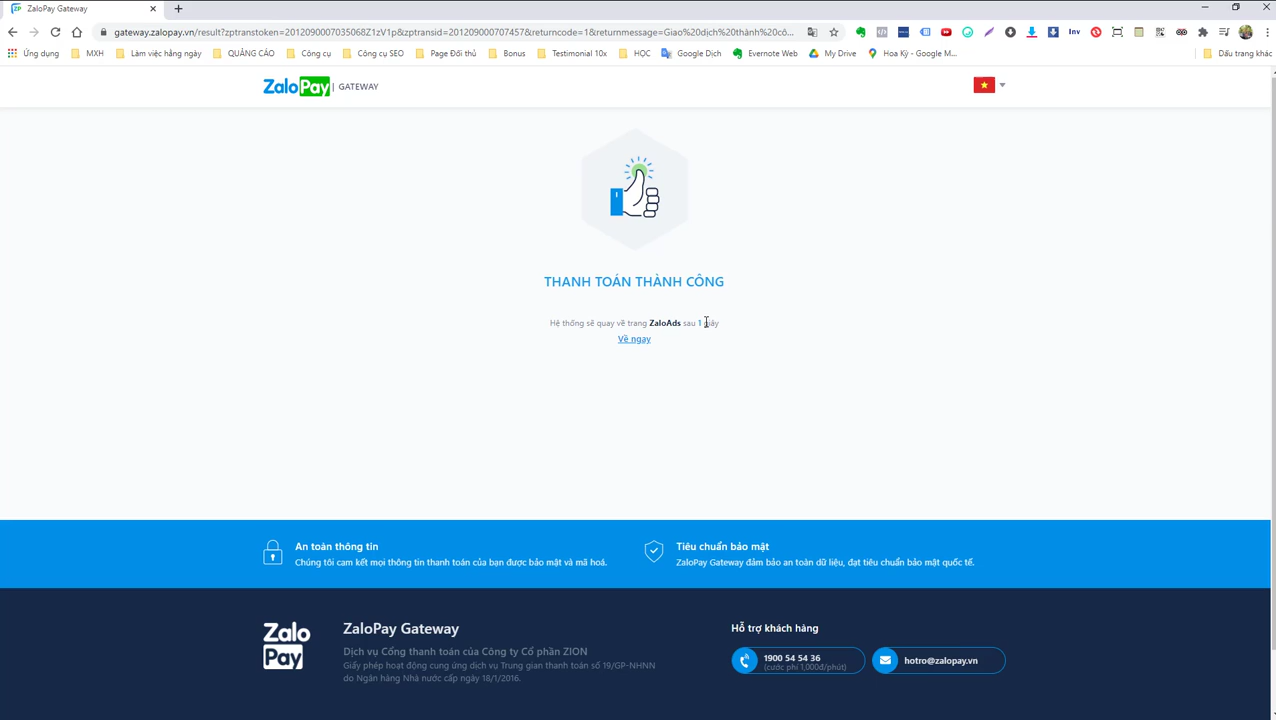 ZaloPay Gateway
gateway.zalopay.vn/result?zptranstoken=2012090007035068Z1zV1p&zptransid=201209000707457&returncode=1&returnmessage=Giao%20dịch%20thành%20cô...
Ứng dụng
MXH
Làm việc hằng ngày
QUẢNG CÁO
Công cụ
Công cụ SEO
Page Đối thủ
Bonus
Testimonial 10x
HỌC
Google Dịch
Evernote Web
My Drive
Hoa Kỳ - Google M...
Dấu trang khác
ZaloPay | GATEWAY
THANH TOÁN THÀNH CÔNG
Hệ thống sẽ quay về trang ZaloAds sau 1 giây
Về ngay
An toàn thông tin
Chúng tôi cam kết mọi thông tin thanh toán của bạn được bảo mật và mã hoá.
Tiêu chuẩn bảo mật
ZaloPay Gateway đảm bảo an toàn dữ liệu, đạt tiêu chuẩn bảo mật quốc tế.
Zalo
Pay
ZaloPay Gateway
Dịch vụ Cổng thanh toán của Công ty Cổ phần ZION
Giấy phép hoạt động cung ứng dịch vụ Trung gian thanh toán số 19/GP-NHNN
do Ngân hàng Nhà nước cấp ngày 18/1/2016.
Hỗ trợ khách hàng
1900 54 54 36
(cước phí 1,000đ/phút)
hotro@zalopay.vn